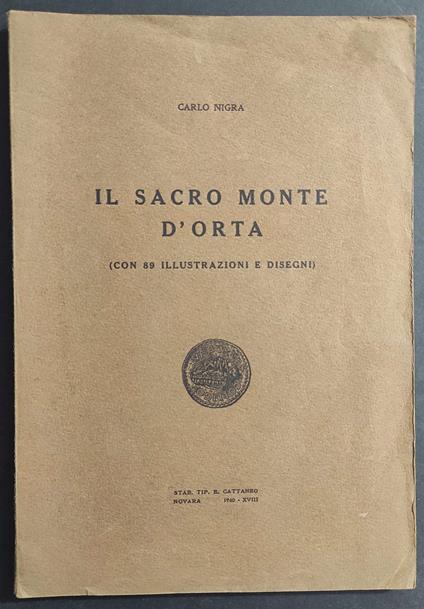 CARLO NIGRA
IL SACRO MONTE
D'ORTA
(CON 89 ILLUSTRAZIONI E DISEGNI)
STAB. TIP. E. CATTANEO
NOVARA 1940 - XVIII